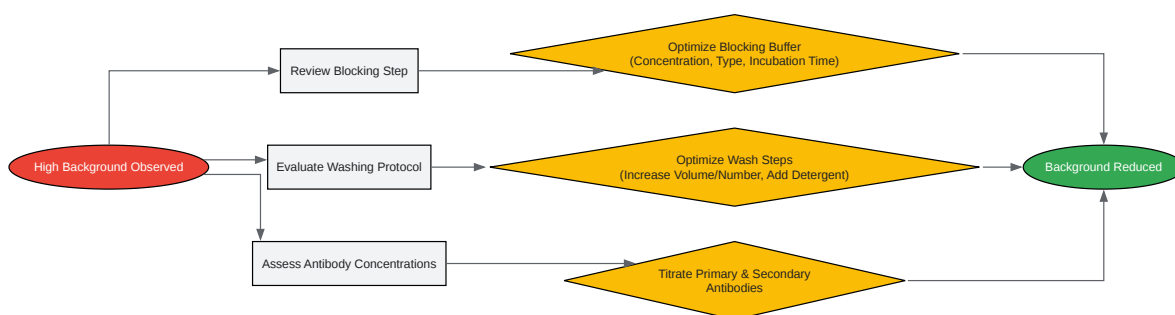 High Background Observed
Review Blocking Step
Optimize Blocking Buffer
(Concentration, Type, Incubation Time)
Evaluate Washing Protocol
Optimize Wash Steps
(Increase Volume/Number, Add Detergent)
Assess Antibody Concentrations
Titrate Primary & Secondary
Antibodies
Background Reduced